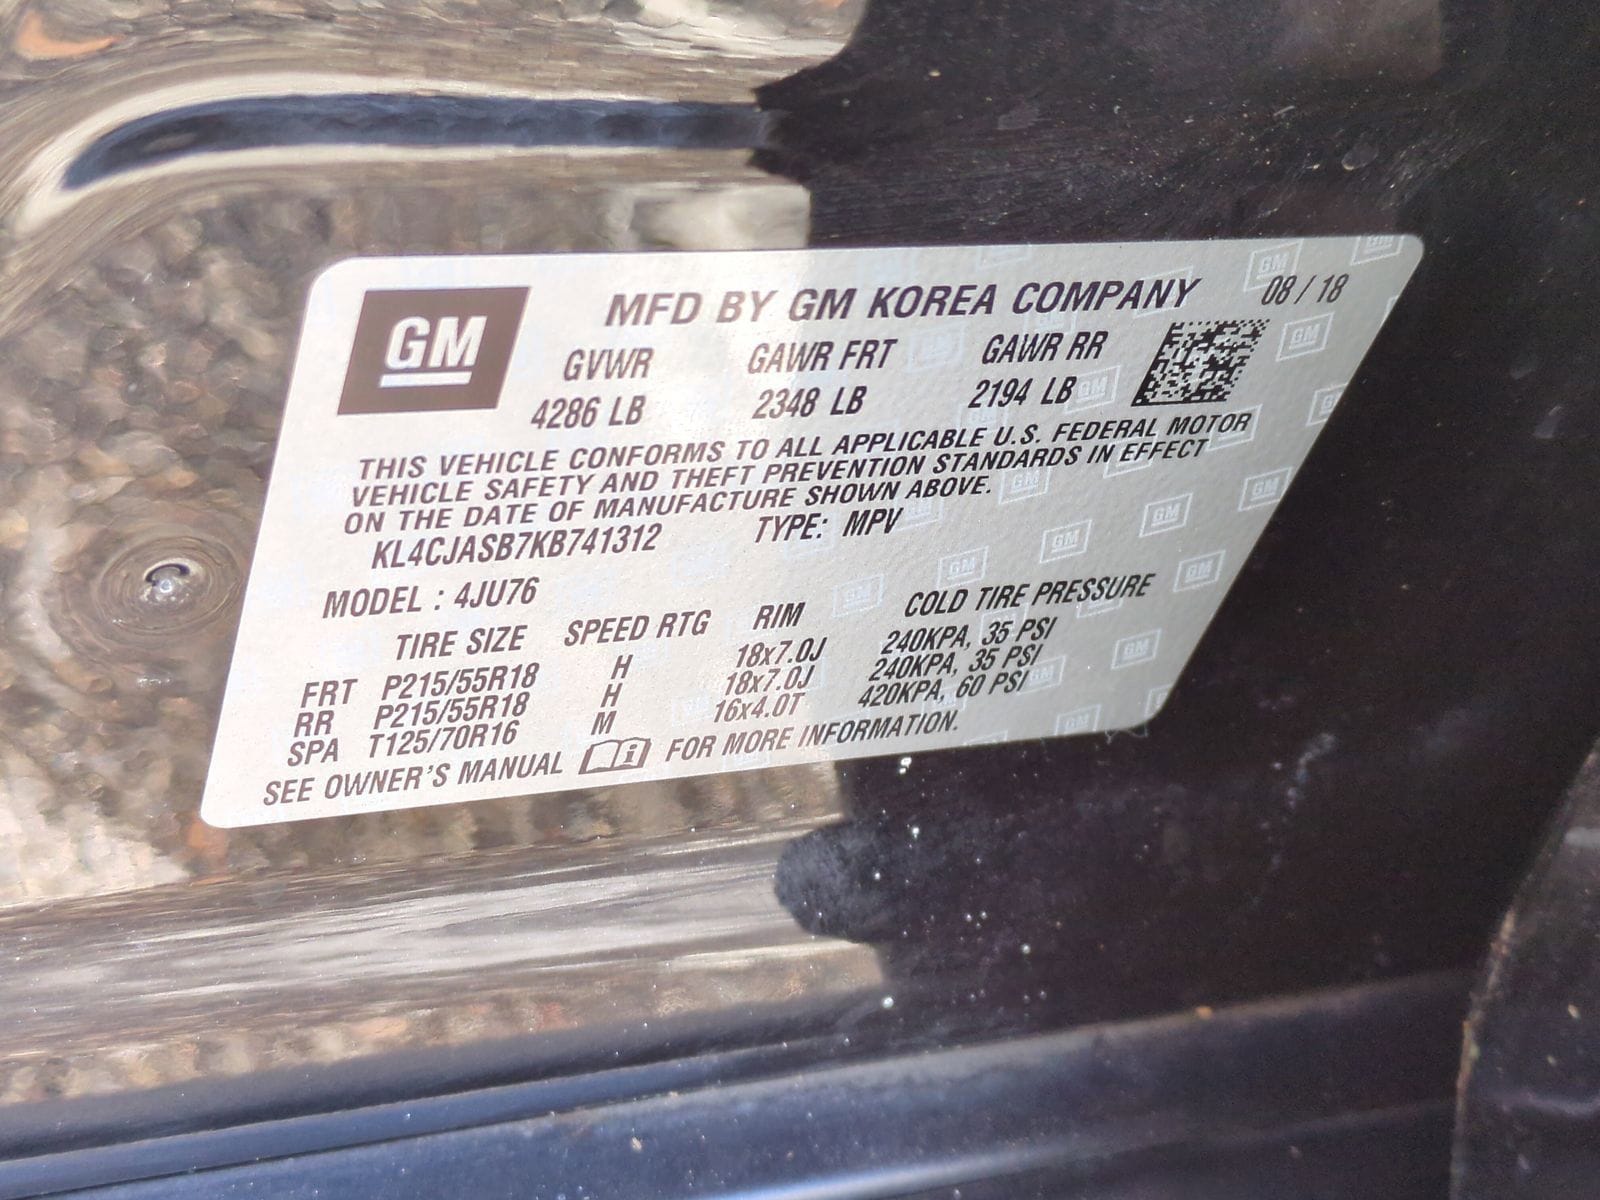 GM
MFD BY GM KOREA COMPANY 08 / 18
GVWR GAWR FRT GAWR RR
4286 LB 2348 LB 2194 LB
THIS VEHICLE CONFORMS TO ALL APPLICABLE U.S. FEDERAL MOTOR
VEHICLE SAFETY AND THEFT PREVENTION STANDARDS IN EFFECT
ON THE DATE OF MANUFACTURE SHOWN ABOVE.
KL4CJASB7KB741312 TYPE: MPV
MODEL : 4JU76
TIRE SIZE SPEED RTG RIM COLD TIRE PRESSURE
FRT P215/55R18 H 18x7.0J 240KPA, 35 PSI
RR P215/55R18 H 18x7.0J 240KPA, 35 PSI
SPA T125/70R16 M 16x4.0T 420KPA, 60 PSI
SEE OWNER'S MANUAL FOR MORE INFORMATION.